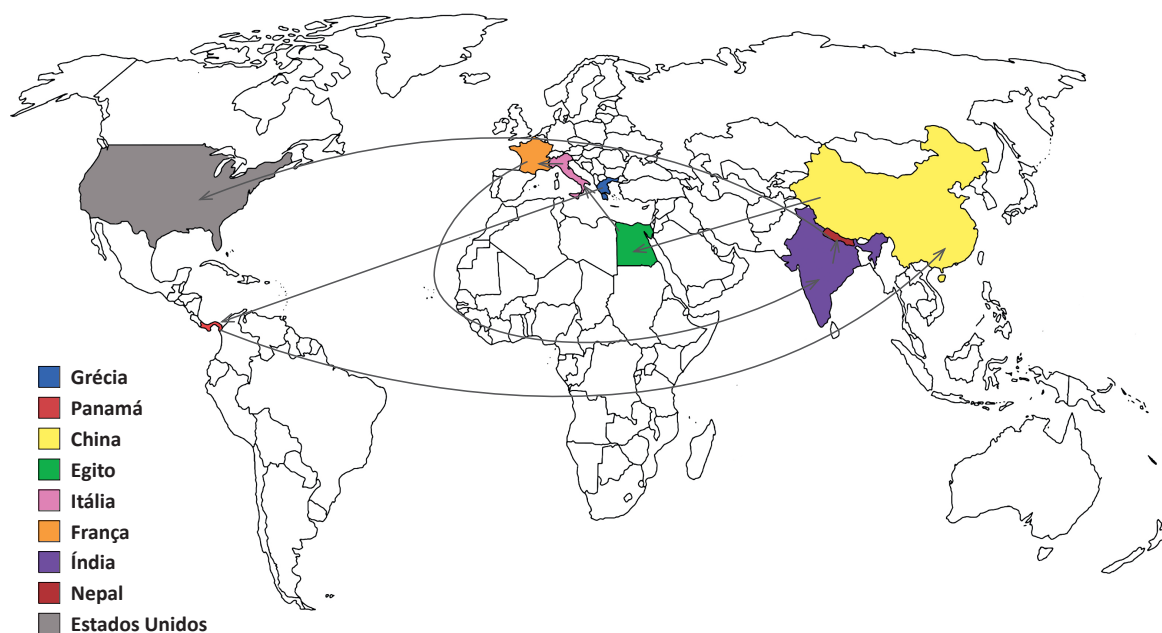 Grécia
Panamá
China
Egito
Itália
França
Índia
Nepal
Estados Unidos